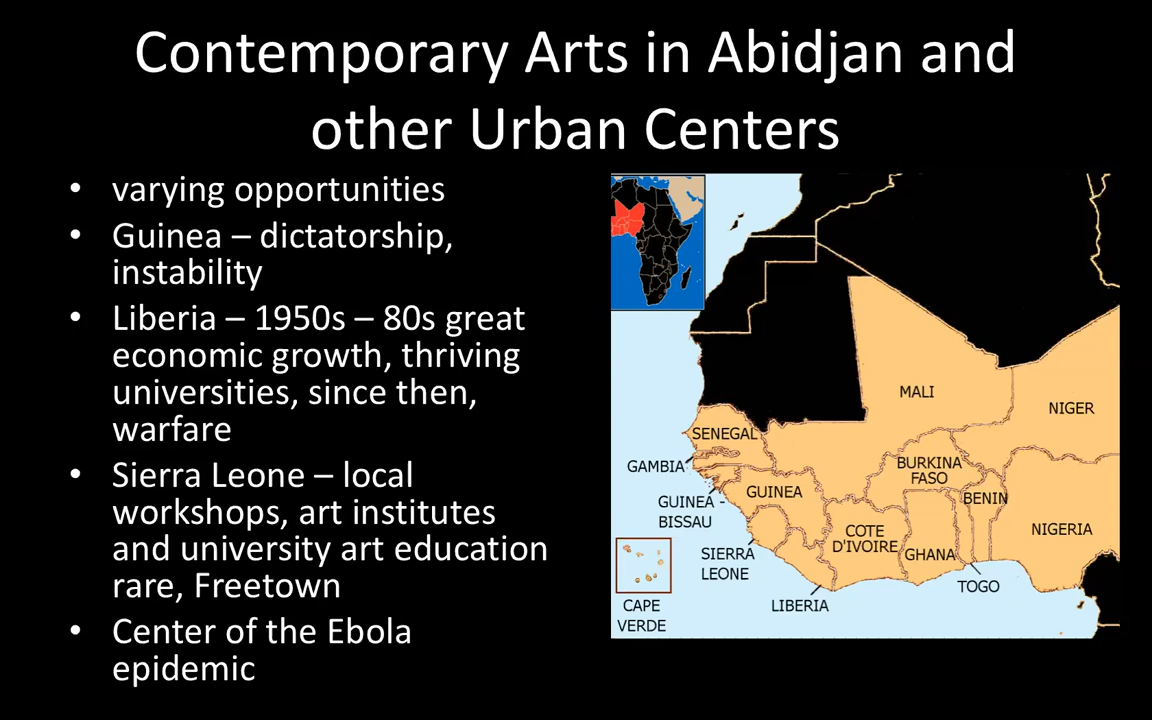 Contemporary Arts in Abidjan and
other Urban Centers
• varying opportunities
• Guinea – dictatorship,
instability
• Liberia – 1950s – 80s great
economic growth, thriving
universities, since then,
warfare
• Sierra Leone – local
workshops, art institutes
and university art education
rare, Freetown
• Center of the Ebola
epidemic
MALI
NIGER
SENEGAL
GAMBIA
BURKINA
FASO
GUINEA
BENIN
GUINEA -
BISSAU
COTE
D'IVOIRE
NIGERIA
GHANA
SIERRA
LEONE
TOGO
LIBERIA
CAPE
VERDE